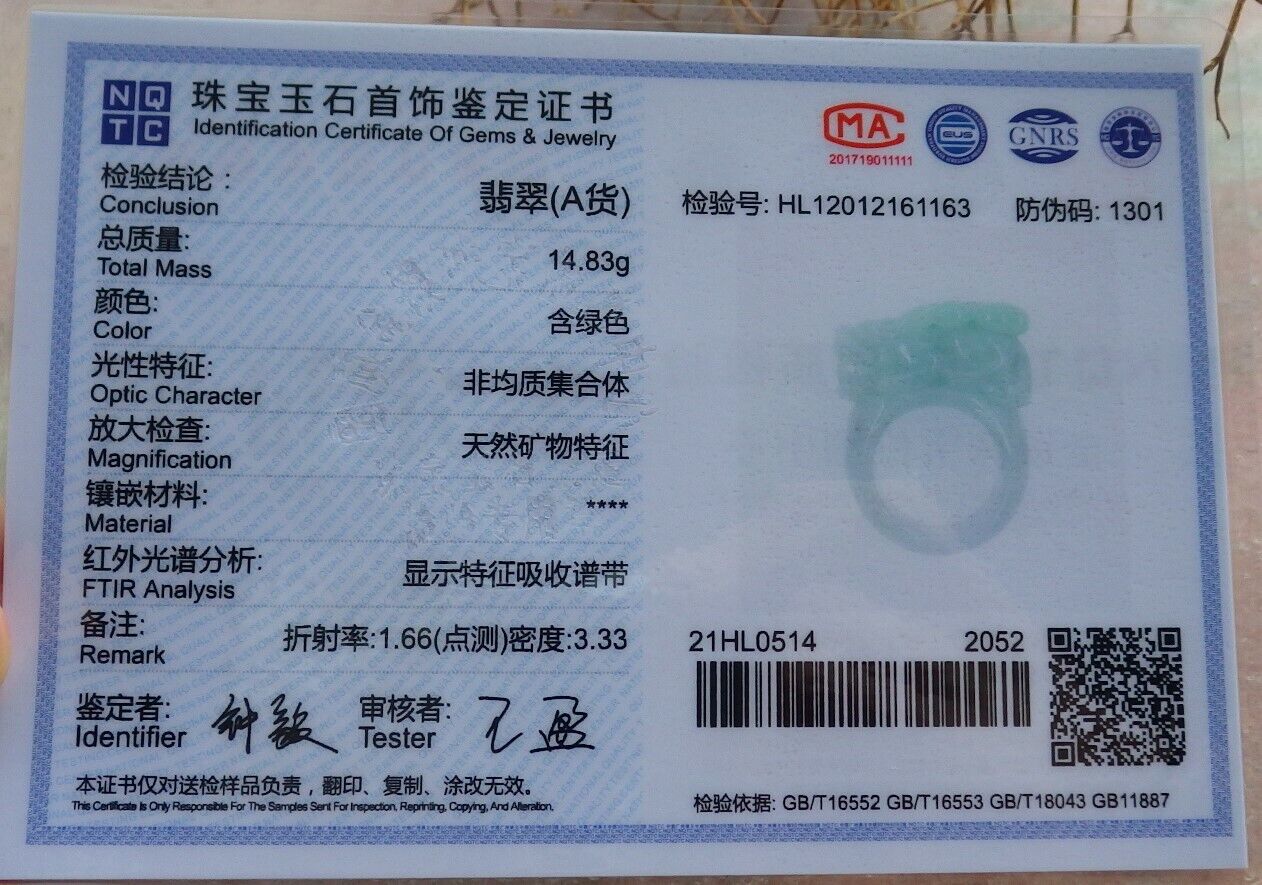 NQ
TC
珠宝玉石首饰鉴定证书
Identification Certificate Of Gems & Jewelry
MA
201719011111
GNRS
检验结论：
Conclusion
翡翠(A货)
检验号: HL12012161163
防伪码: 1301
总质量:
Total Mass
14.83g
颜色:
Color
含绿色
光性特征:
Optic Character
非均质集合体
放大检查:
Magnification
天然矿物特征
镶嵌材料:
Material
****
红外光谱分析:
FTIR Analysis
显示特征吸收谱带
备注:
Remark
折射率:1.66(点测)密度:3.33
21HL0514
2052
鉴定者:
Identifier
审核者:
Tester
王盈
本证书仅对送检样品负责，翻印、复制、涂改无效。
This Certificate Is Only Responsible For The Samples Sent For Inspection, Reprinting, Copying, And Alteration.
检验依据: GB/T16552 GB/T16553 GB/T18043 GB11887